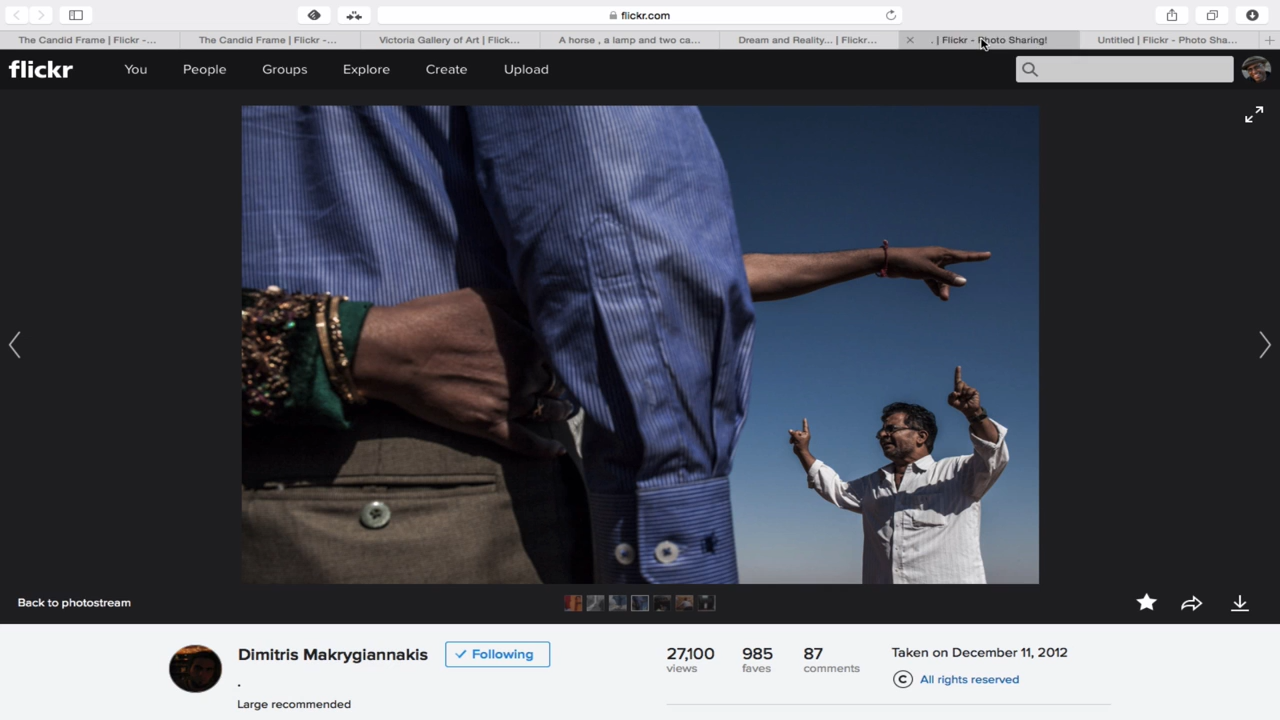 flickr.com
The Candid Frame | Flickr -...
The Candid Frame | Flickr -...
Victoria Gallery of Art | Flick...
A horse , a lamp and two ca...
Dream and Reality... | Flickr...
. | Flickr - Photo Sharing!
Untitled | Flickr - Photo Sha...
flickr
You
People
Groups
Explore
Create
Upload
Back to photostream
Dimitris Makrygiannakis
Following
.
Large recommended
27,100
views
985
faves
87
comments
Taken on December 11, 2012
© All rights reserved